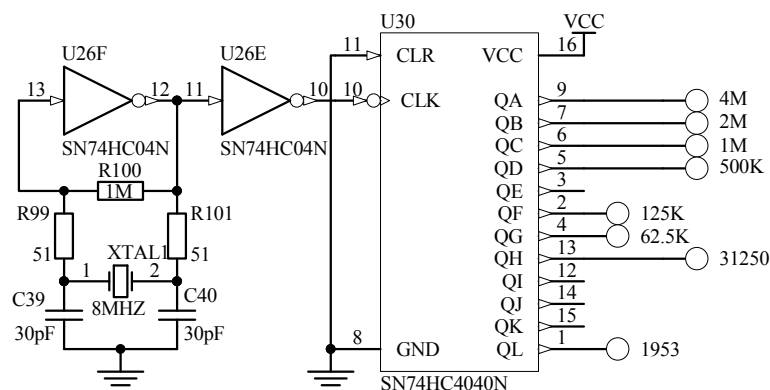 U30
VCC
U26F
U26E
11
CLR
VCC
16
13
12
11
10
10
CLK
QA
9
4M
QB
7
2M
SN74HC04N
SN74HC04N
QC
6
1M
R100
1M
QD
5
500K
QE
3
R99
R101
QF
2
125K
QG
4
62.5K
51
XTAL1
51
QH
13
31250
1
2
QI
12
C39
8MHZ
C40
QJ
14
30pF
30pF
QK
15
8
GND
QL
1
1953
SN74HC4040N